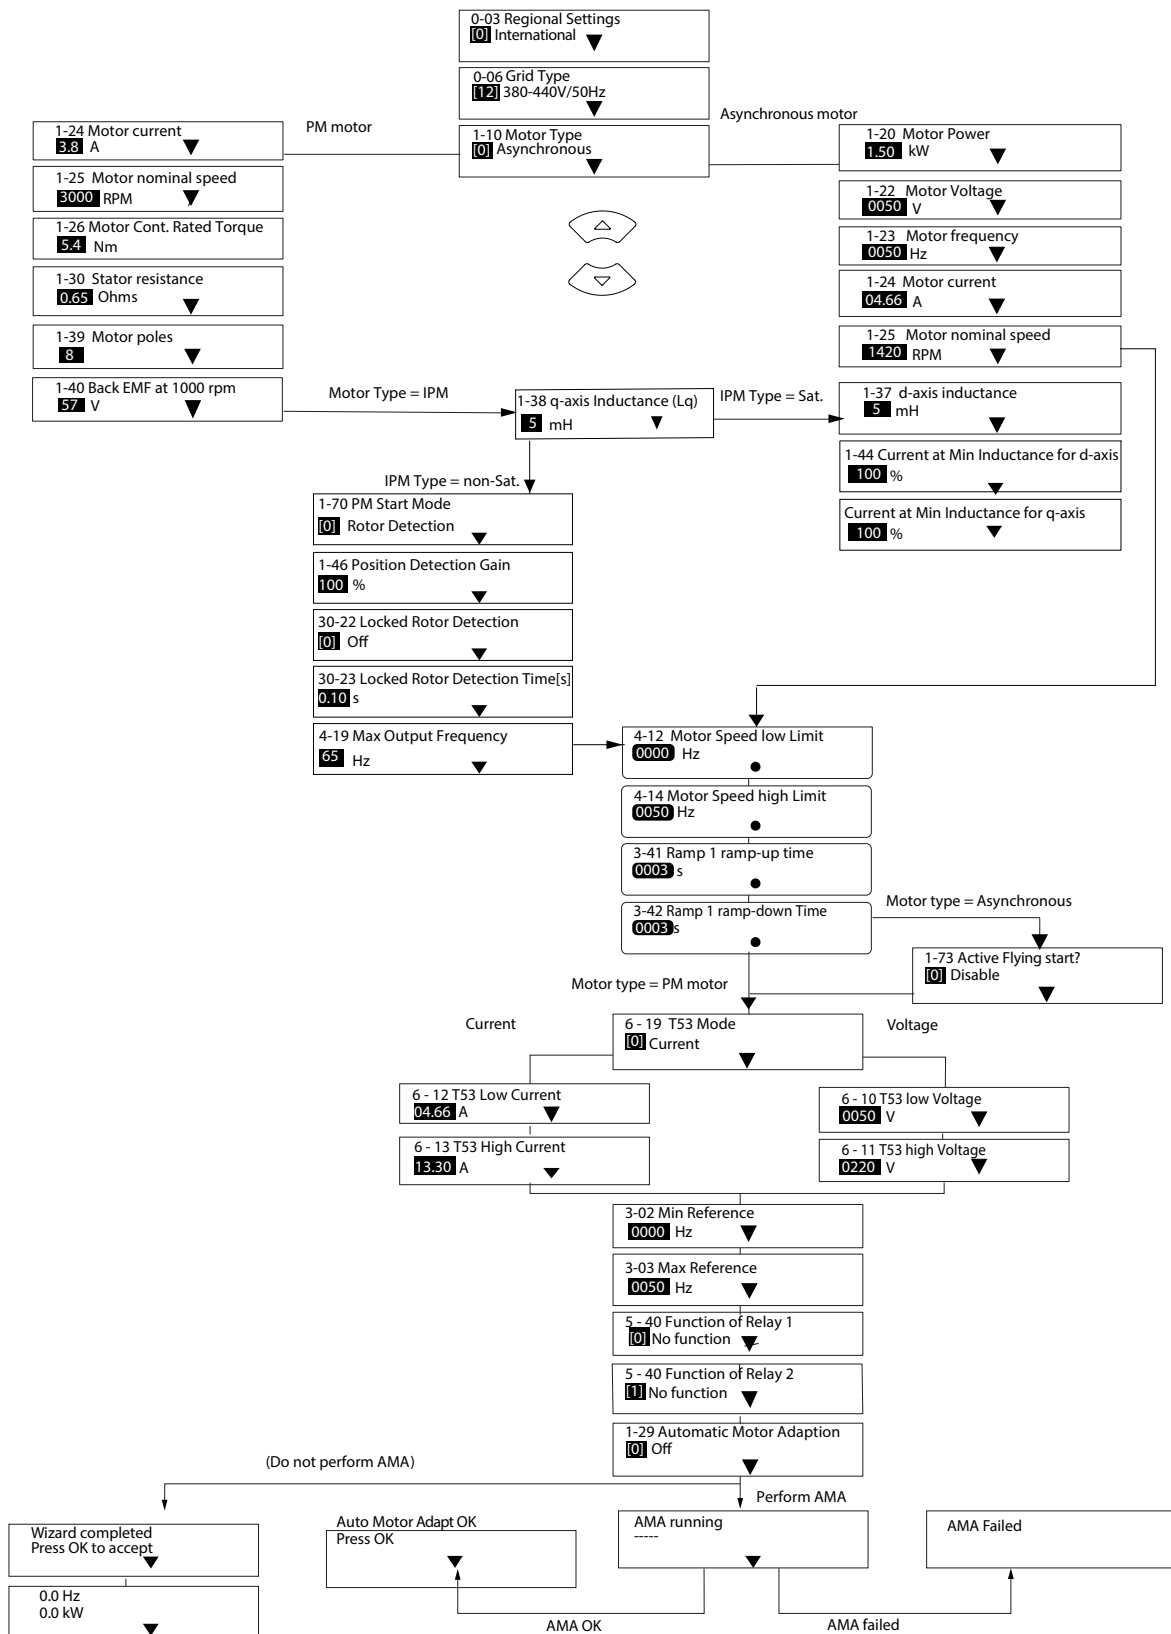 0-03 Regional Settings
[0] International
0-06 Grid Type
[12] 380-440V/50Hz
PM motor
Asynchronous motor
1-10 Motor Type
[0] Asynchronous
1-24 Motor current
3.8 A
1-25 Motor nominal speed
3000 RPM
1-26 Motor Cont. Rated Torque
5.4 Nm
1-30 Stator resistance
0.65 Ohms
1-39 Motor poles
8
1-40 Back EMF at 1000 rpm
57 V
1-20 Motor Power
1.50 kW
1-22 Motor Voltage
0050 V
1-23 Motor frequency
0050 Hz
1-24 Motor current
04.66 A
1-25 Motor nominal speed
1420 RPM
Motor Type = IPM
1-38 q-axis Inductance (Lq)
5 mH
IPM Type = Sat.
1-37 d-axis inductance
5 mH
1-44 Current at Min Inductance for d-axis
100 %
Current at Min Inductance for q-axis
100 %
IPM Type = non-Sat.
1-70 PM Start Mode
[0] Rotor Detection
1-46 Position Detection Gain
100 %
30-22 Locked Rotor Detection
[0] Off
30-23 Locked Rotor Detection Time[s]
0.10 s
4-19 Max Output Frequency
65 Hz
4-12 Motor Speed low Limit
0000 Hz
4-14 Motor Speed high Limit
0050 Hz
3-41 Ramp 1 ramp-up time
0003 s
3-42 Ramp 1 ramp-down Time
0003 s
Motor type = Asynchronous
1-73 Active Flying start?
[0] Disable
Motor type = PM motor
Current
6 - 19 T53 Mode
[0] Current
Voltage
6 - 12 T53 Low Current
04.66 A
6 - 13 T53 High Current
13.30 A
6 - 10 T53 low Voltage
0050 V
6 - 11 T53 high Voltage
0220 V
3-02 Min Reference
0000 Hz
3-03 Max Reference
0050 Hz
5 - 40 Function of Relay 1
[0] No function
5 - 40 Function of Relay 2
[1] No function
1-29 Automatic Motor Adaption
[0] Off
(Do not perform AMA)
Perform AMA
Wizard completed
Press OK to accept
0.0 Hz
0.0 kW
Auto Motor Adapt OK
Press OK
AMA running
-----
AMA Failed
AMA OK
AMA failed